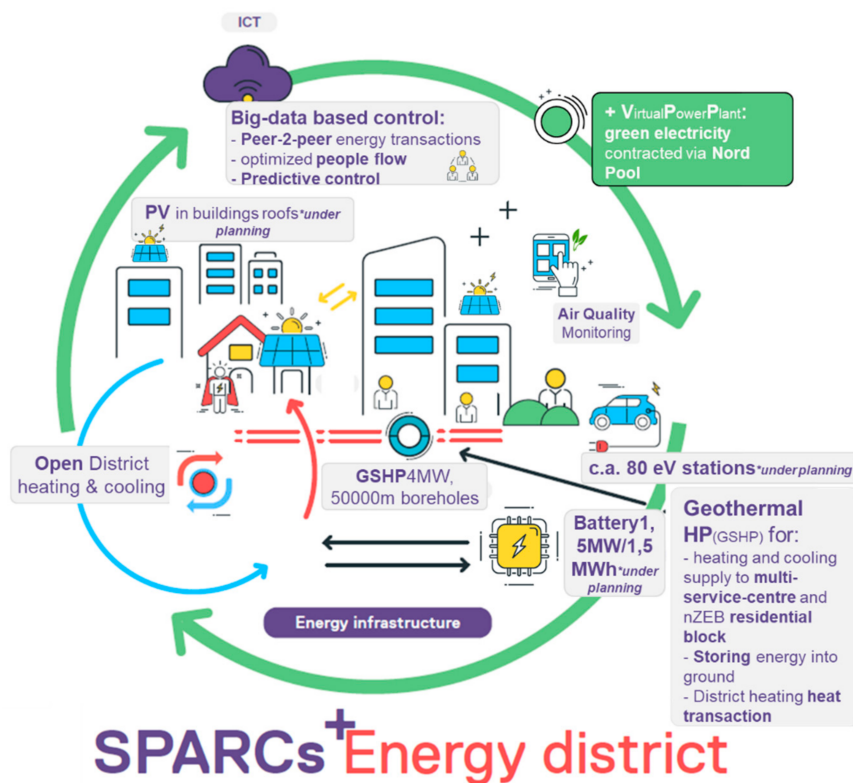 ICT
Big-data based control:
- Peer-2-peer energy transactions
- optimized people flow
- Predictive control
+ VirtualPowerPlant:
green electricity
contracted via Nord
Pool
PV in buildings roofs*under
planning
Air Quality
Monitoring
Open District
heating & cooling
GSHP4MW,
50000m boreholes
c.a. 80 eV stations*under planning
Battery1,
5MW/1,5
MWh*under
planning
Geothermal
HP(GSHP) for:
- heating and cooling
supply to multi-
service-centre and
nZEB residential
block
- Storing energy into
ground
- District heating heat
transaction
Energy infrastructure
SPARCs+Energy district